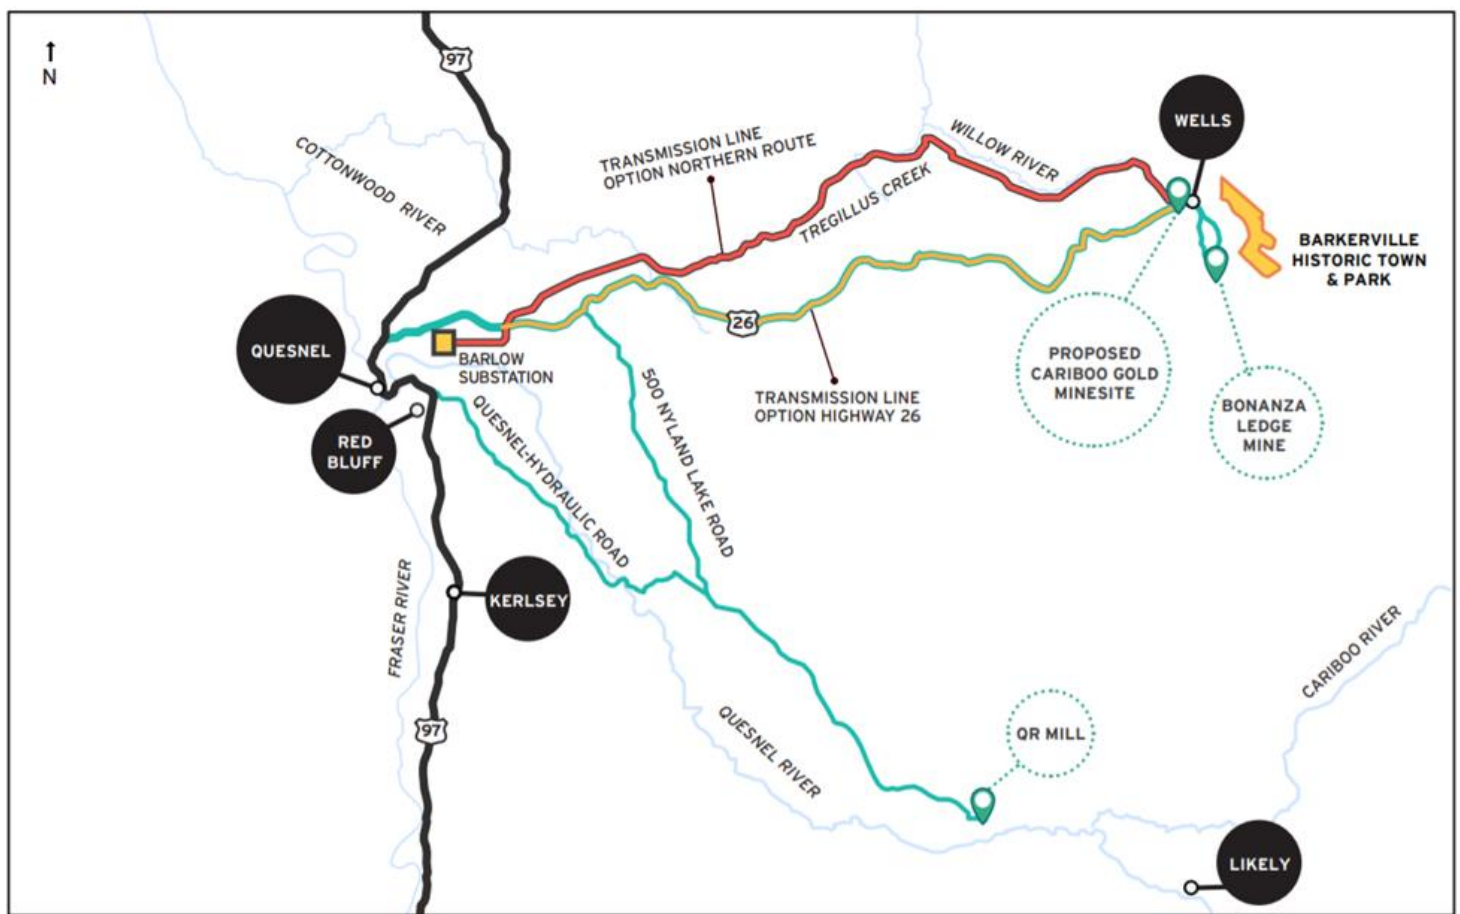 N
97
WELLS
COTTONWOOD RIVER
TRANSMISSION LINE
OPTION NORTHERN ROUTE
WILLOW RIVER
TREGILLUS CREEK
BARKERVILLE
HISTORIC TOWN
& PARK
26
QUESNEL
BARLOW
SUBSTATION
PROPOSED
CARIBOO GOLD
MINESITE
TRANSMISSION LINE
OPTION HIGHWAY 26
BONANZA
LEDGE
MINE
RED
BLUFF
QUESNEL-HYDRAULIC ROAD
500 NYLAND LAKE ROAD
KERLSEY
FRASER RIVER
CARIBOO RIVER
97
QUESNEL RIVER
QR MILL
LIKELY